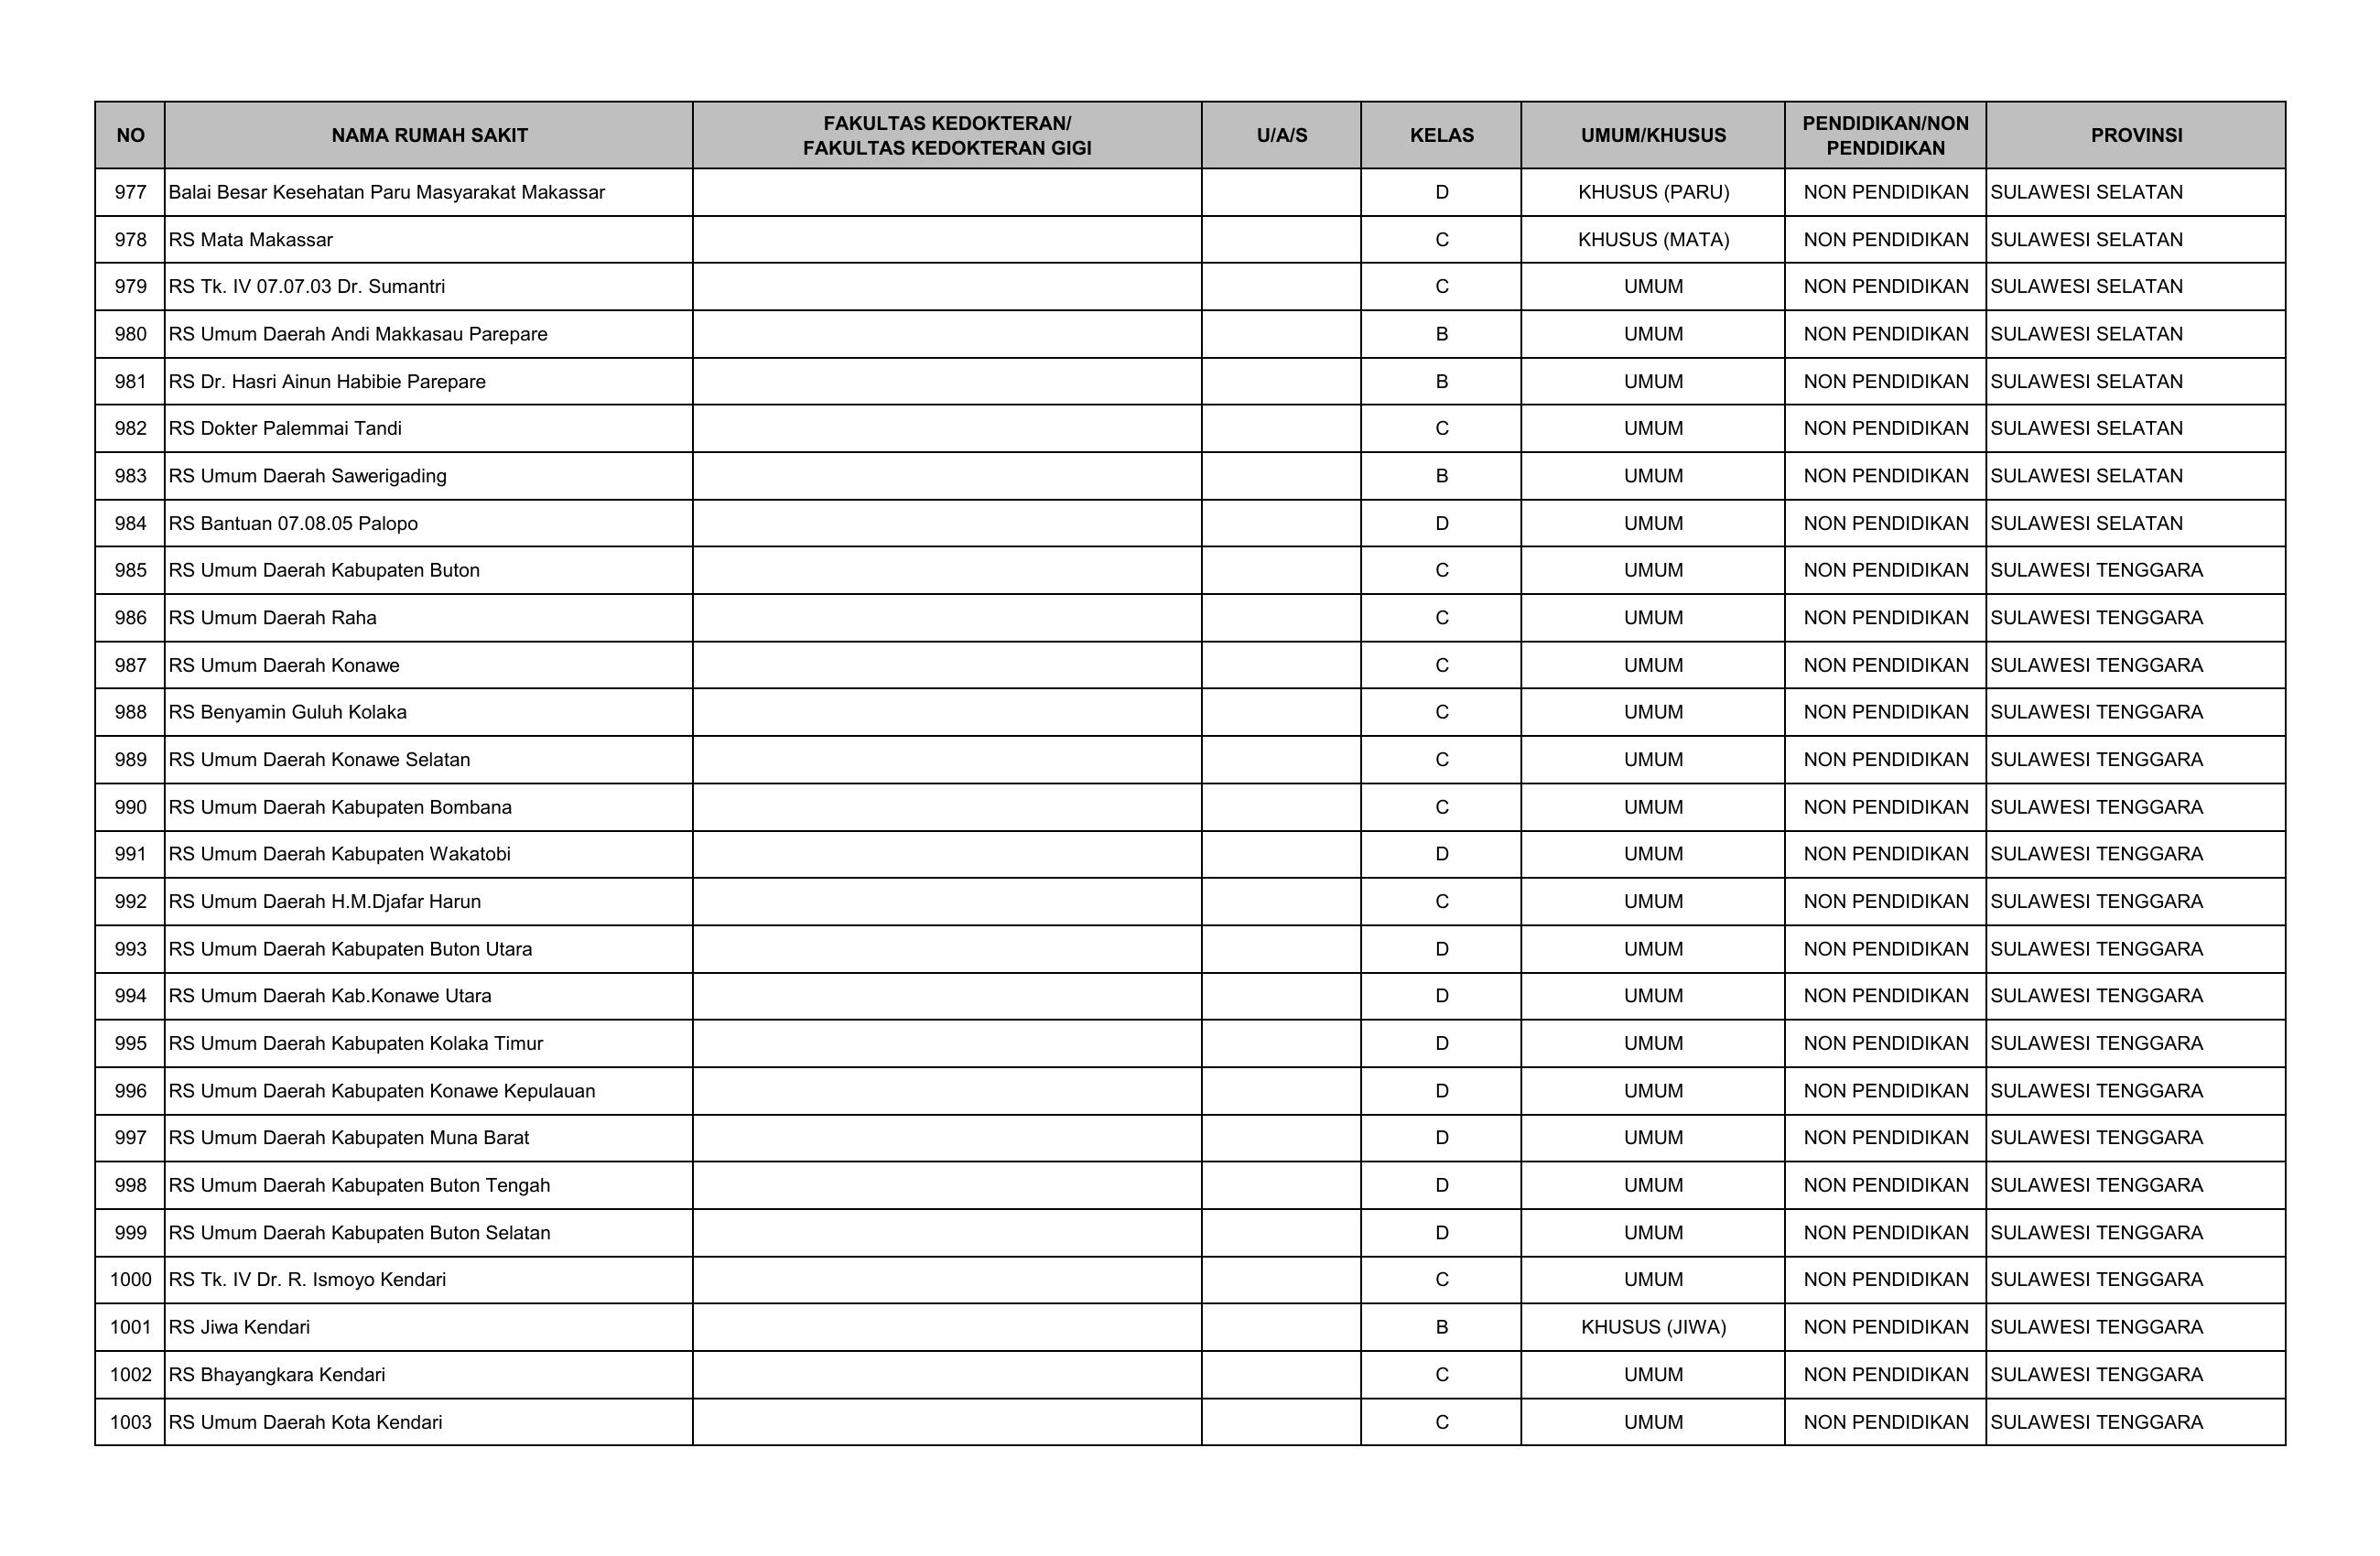 NO NAMA RUMAH SAKIT FAKULTAS KEDOKTERAN/ FAKULTAS KEDOKTERAN GIGI U/A/S KELAS UMUM/KHUSUS PENDIDIKAN/NON PENDIDIKAN PROVINSI
977 Balai Besar Kesehatan Paru Masyarakat Makassar D KHUSUS (PARU) NON PENDIDIKAN SULAWESI SELATAN
978 RS Mata Makassar C KHUSUS (MATA) NON PENDIDIKAN SULAWESI SELATAN
979 RS Tk. IV 07.07.03 Dr. Sumantri C UMUM NON PENDIDIKAN SULAWESI SELATAN
980 RS Umum Daerah Andi Makkasau Parepare B UMUM NON PENDIDIKAN SULAWESI SELATAN
981 RS Dr. Hasri Ainun Habibie Parepare B UMUM NON PENDIDIKAN SULAWESI SELATAN
982 RS Dokter Palemmai Tandi C UMUM NON PENDIDIKAN SULAWESI SELATAN
983 RS Umum Daerah Sawerigading B UMUM NON PENDIDIKAN SULAWESI SELATAN
984 RS Bantuan 07.08.05 Palopo D UMUM NON PENDIDIKAN SULAWESI SELATAN
985 RS Umum Daerah Kabupaten Buton C UMUM NON PENDIDIKAN SULAWESI TENGGARA
986 RS Umum Daerah Raha C UMUM NON PENDIDIKAN SULAWESI TENGGARA
987 RS Umum Daerah Konawe C UMUM NON PENDIDIKAN SULAWESI TENGGARA
988 RS Benyamin Guluh Kolaka C UMUM NON PENDIDIKAN SULAWESI TENGGARA
989 RS Umum Daerah Konawe Selatan C UMUM NON PENDIDIKAN SULAWESI TENGGARA
990 RS Umum Daerah Kabupaten Bombana C UMUM NON PENDIDIKAN SULAWESI TENGGARA
991 RS Umum Daerah Kabupaten Wakatobi D UMUM NON PENDIDIKAN SULAWESI TENGGARA
992 RS Umum Daerah H.M.Djafar Harun C UMUM NON PENDIDIKAN SULAWESI TENGGARA
993 RS Umum Daerah Kabupaten Buton Utara D UMUM NON PENDIDIKAN SULAWESI TENGGARA
994 RS Umum Daerah Kab.Konawe Utara D UMUM NON PENDIDIKAN SULAWESI TENGGARA
995 RS Umum Daerah Kabupaten Kolaka Timur D UMUM NON PENDIDIKAN SULAWESI TENGGARA
996 RS Umum Daerah Kabupaten Konawe Kepulauan D UMUM NON PENDIDIKAN SULAWESI TENGGARA
997 RS Umum Daerah Kabupaten Muna Barat D UMUM NON PENDIDIKAN SULAWESI TENGGARA
998 RS Umum Daerah Kabupaten Buton Tengah D UMUM NON PENDIDIKAN SULAWESI TENGGARA
999 RS Umum Daerah Kabupaten Buton Selatan D UMUM NON PENDIDIKAN SULAWESI TENGGARA
1000 RS Tk. IV Dr. R. Ismoyo Kendari C UMUM NON PENDIDIKAN SULAWESI TENGGARA
1001 RS Jiwa Kendari B KHUSUS (JIWA) NON PENDIDIKAN SULAWESI TENGGARA
1002 RS Bhayangkara Kendari C UMUM NON PENDIDIKAN SULAWESI TENGGARA
1003 RS Umum Daerah Kota Kendari C UMUM NON PENDIDIKAN SULAWESI TENGGARA